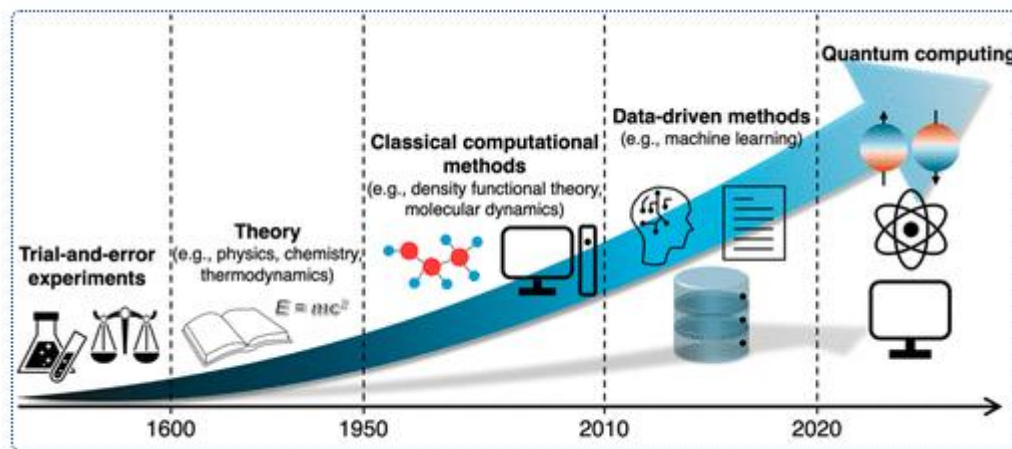 Trial-and-error
experiments
Theory
(e.g., physics, chemistry,
thermodynamics)
E = mc²
Classical computational
methods
(e.g., density functional theory,
molecular dynamics)
Data-driven methods
(e.g., machine learning)
Quantum computing
1600
1950
2010
2020